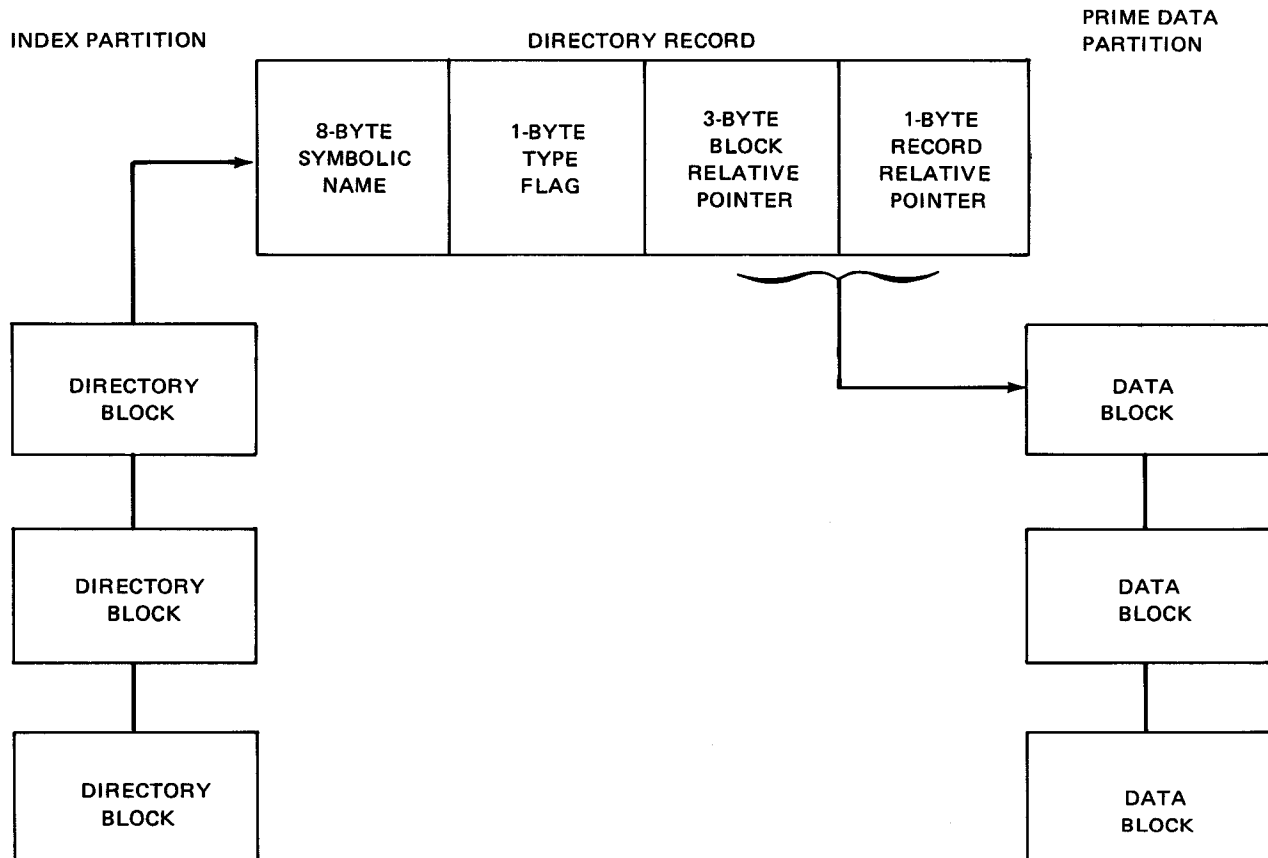 INDEX PARTITION
DIRECTORY RECORD
PRIME DATA
PARTITION
8-BYTE
SYMBOLIC
NAME
1-BYTE
TYPE
FLAG
3-BYTE
BLOCK
RELATIVE
POINTER
1-BYTE
RECORD
RELATIVE
POINTER
DIRECTORY
BLOCK
DATA
BLOCK
DIRECTORY
BLOCK
DATA
BLOCK
DIRECTORY
BLOCK
DATA
BLOCK